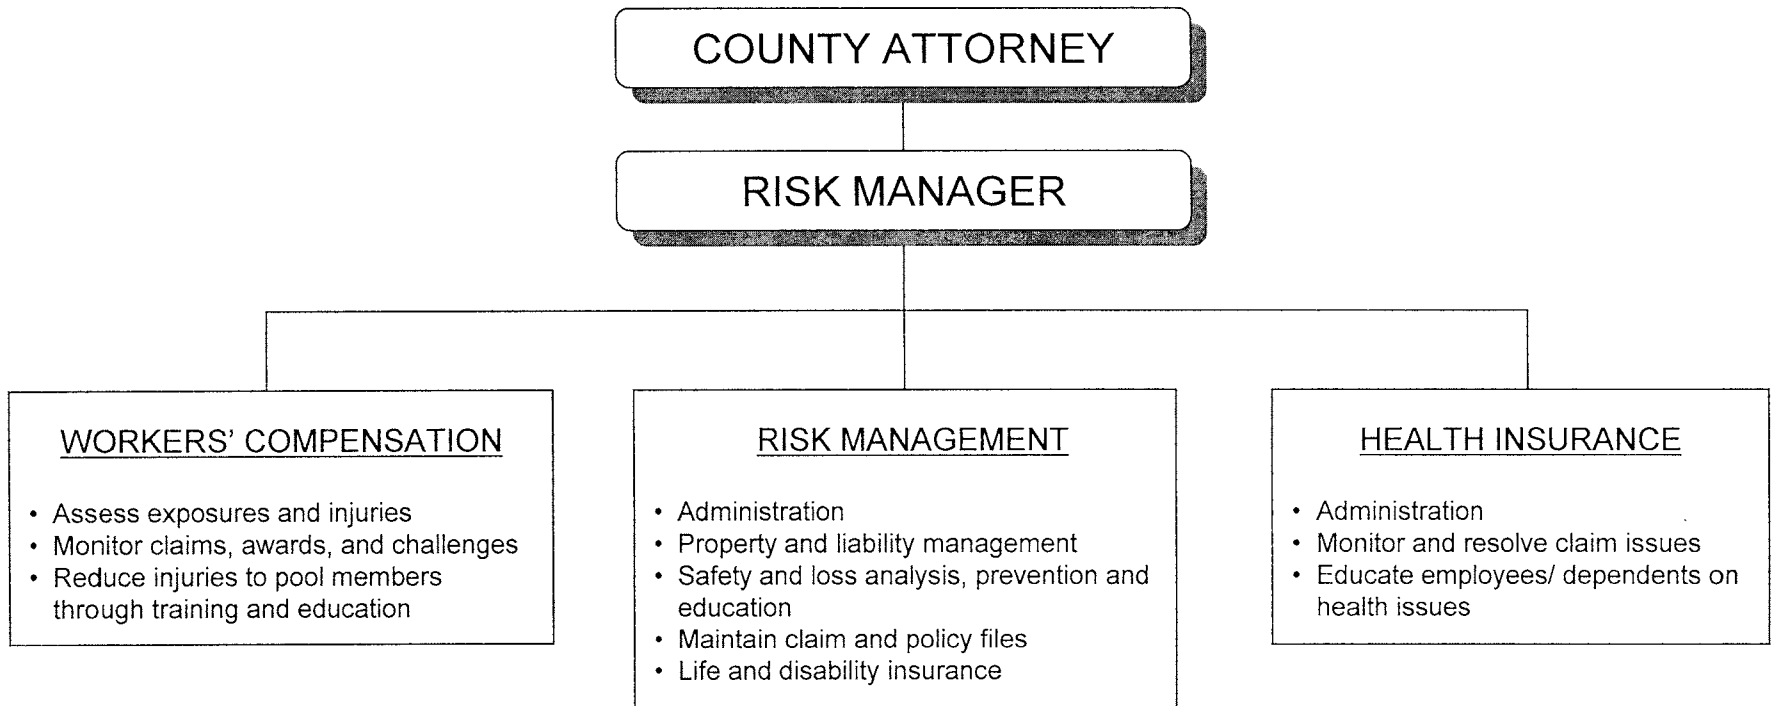 COUNTY ATTORNEY
RISK MANAGER
WORKERS' COMPENSATION
• Assess exposures and injuries
• Monitor claims, awards, and challenges
• Reduce injuries to pool members
through training and education
RISK MANAGEMENT
• Administration
• Property and liability management
• Safety and loss analysis, prevention and
education
• Maintain claim and policy files
• Life and disability insurance
HEALTH INSURANCE
• Administration
• Monitor and resolve claim issues
• Educate employees/ dependents on
health issues